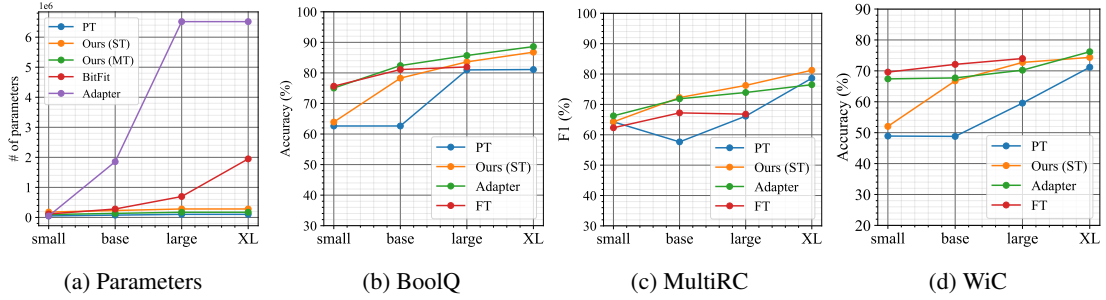 1e6
# of parameters
6
5
4
3
2
1
0
small base large XL
PT
Ours (ST)
Ours (MT)
BitFit
Adapter
(a) Parameters
Accuracy (%)
100
90
80
70
60
50
40
30
small base large XL
PT
Ours (ST)
Adapter
FT
(b) BoolQ
F1 (%)
100
90
80
70
60
50
40
30
small base large XL
PT
Ours (ST)
Adapter
FT
(c) MultiRC
Accuracy (%)
90
80
70
60
50
40
30
20
small base large XL
PT
Ours (ST)
Adapter
FT
(d) WiC